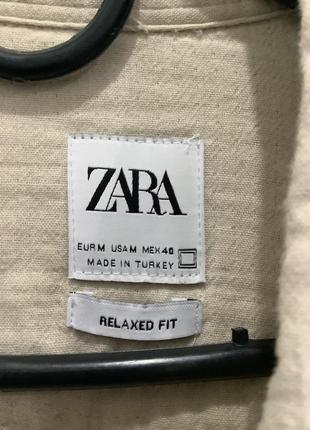 ZARA
EUR M USA M MEX 40
MADE IN TURKEY
RELAXED FIT